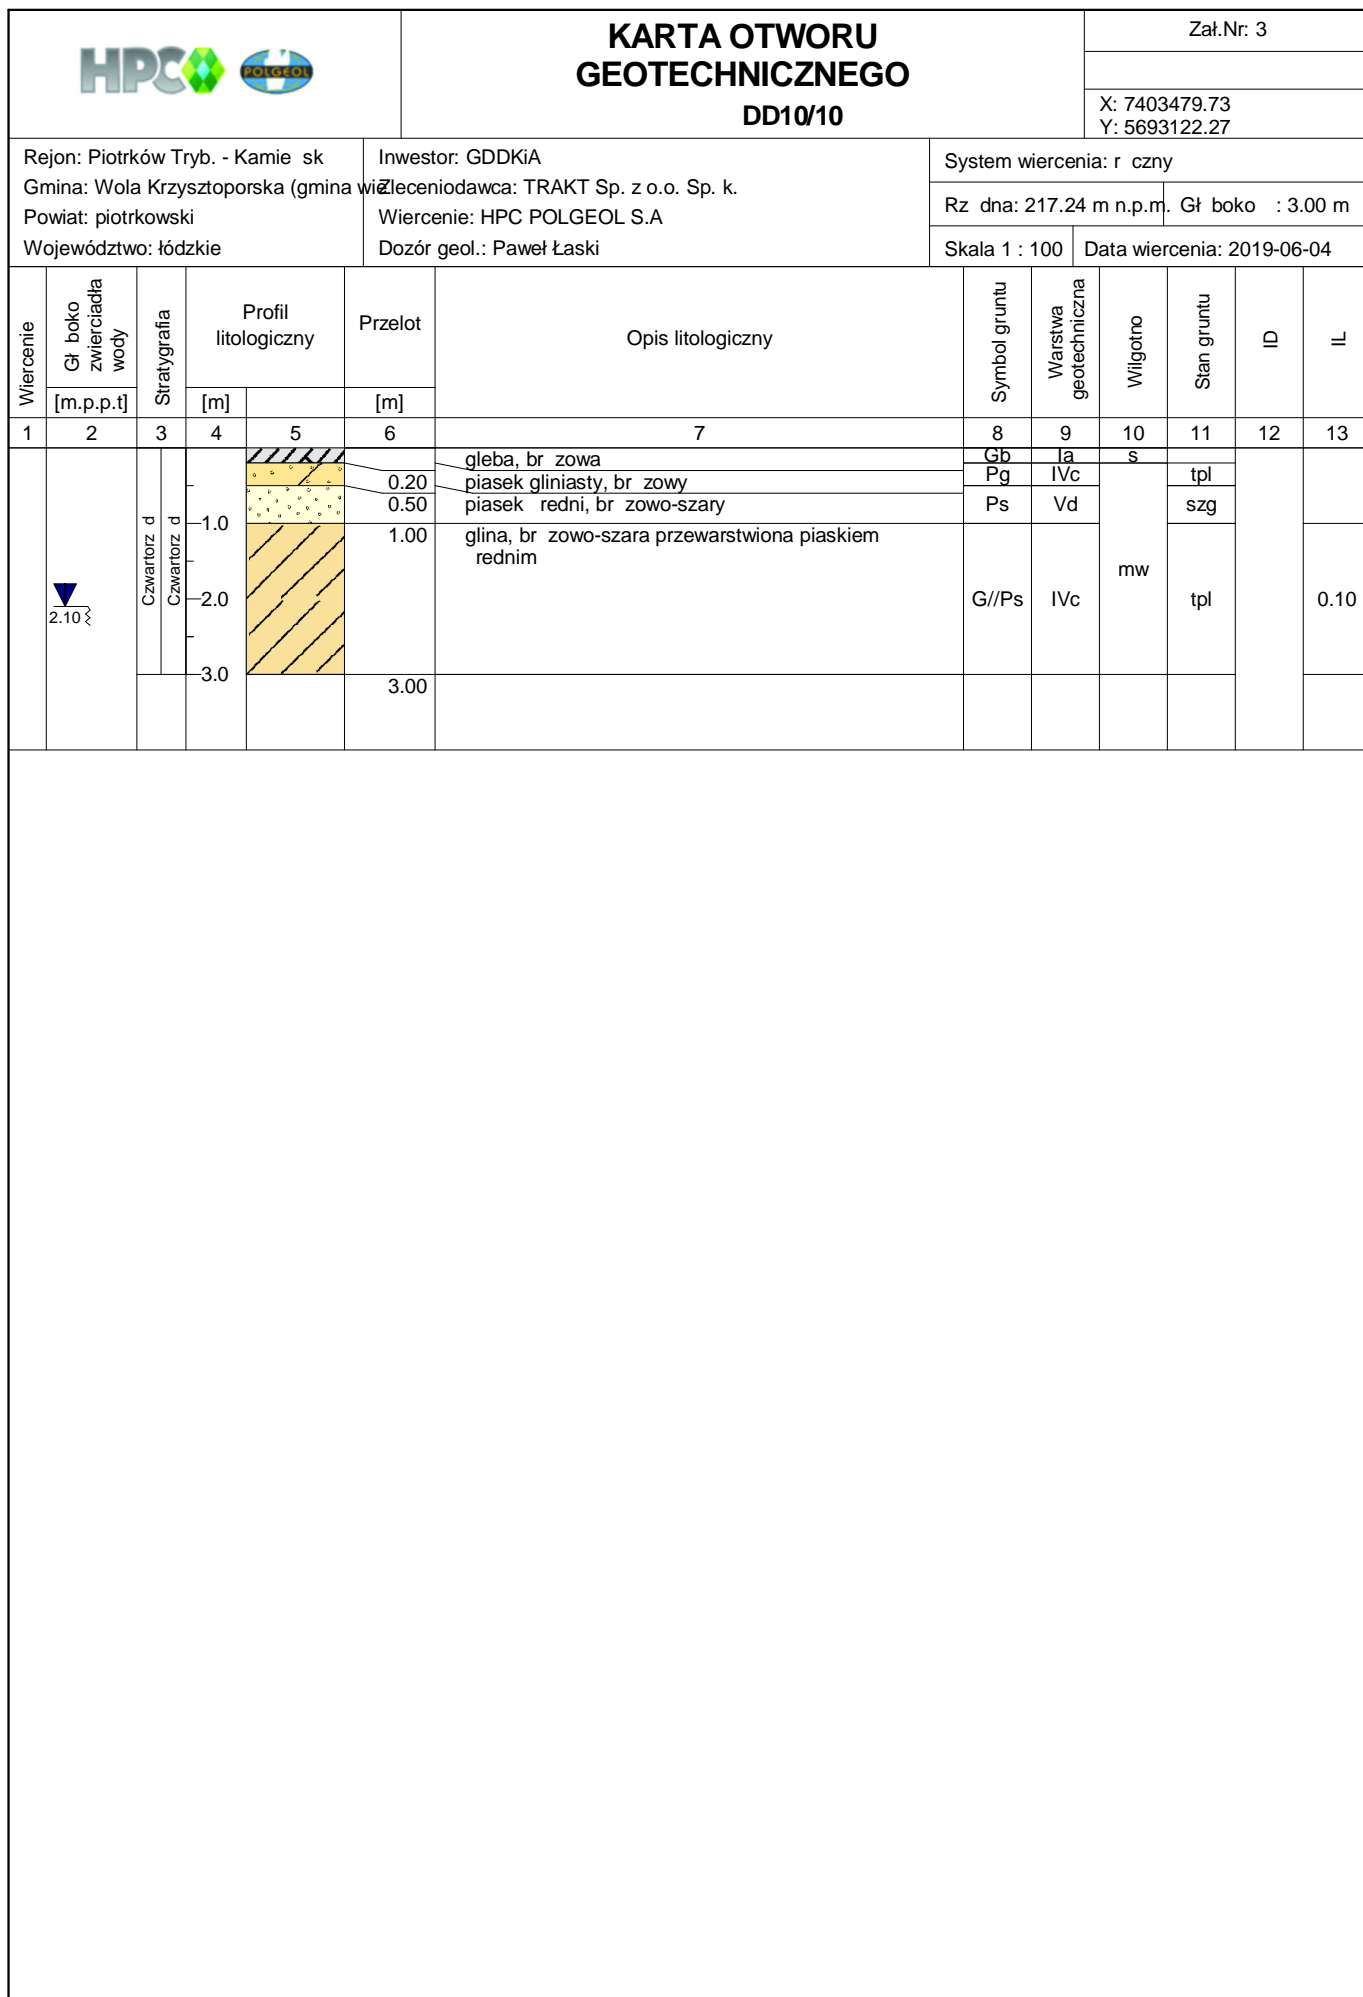 HPC POLGEOL
KARTA OTWORU
GEOTECHNICZNEGO
DD10/10
Zał.Nr: 3
X: 7403479.73
Y: 5693122.27
Rejon: Piotrków Tryb. - Kamie sk
Gmina: Wola Krzysztoporska (gmina wie
Powiat: piotrkowski
Województwo: łódzkie
Inwestor: GDDKiA
Zleceniodawca: TRAKT Sp. z o.o. Sp. k.
Wiercenie: HPC POLGEOL S.A
Dozór geol.: Paweł Łaski
System wiercenia: r czny
Rz dna: 217.24 m n.p.m. Gł boko : 3.00 m
Skala 1 : 100 Data wiercenia: 2019-06-04
Wiercenie
Gł boko
zwierciadła
wody
[m.p.p.t]
Stratygrafia
Profil
litologiczny
[m]
Przelot
[m]
Opis litologiczny
Symbol gruntu
Warstwa
geotechniczna
Wilgotno
Stan gruntu
ID
IL
1 2 3 4 5 6 7 8 9 10 11 12 13
gleba, br zowa Gb Ia s
0.20 piasek gliniasty, br zowy Pg IVc tpl
0.50 piasek redni, br zowo-szary Ps Vd szg
1.0 1.00 glina, br zowo-szara przewarstwiona piaskiem
rednim
mw
Czwartorz d
Czwartorz d
2.0 G//Ps IVc tpl 0.10
2.10
3.0
3.00